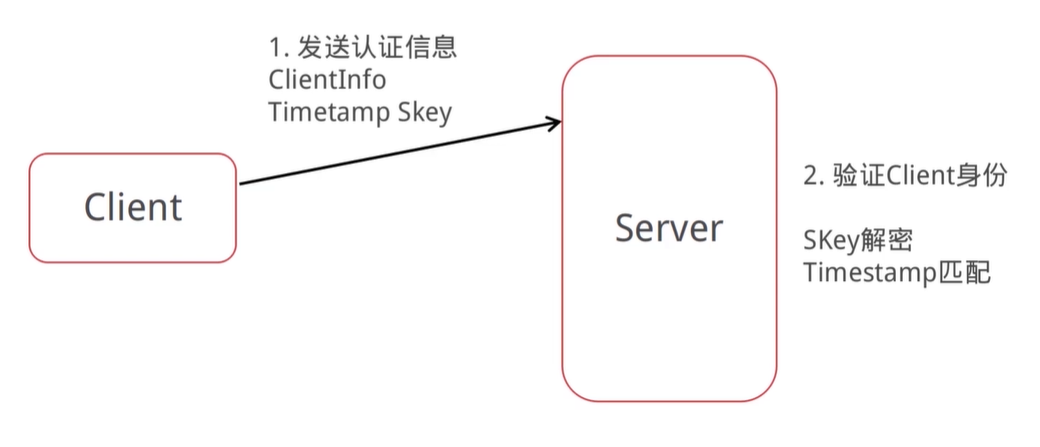 1. 发送认证信息
ClientInfo
Timetamp Skey
Client
Server
2. 验证Client身份
SKey解密
Timestamp匹配